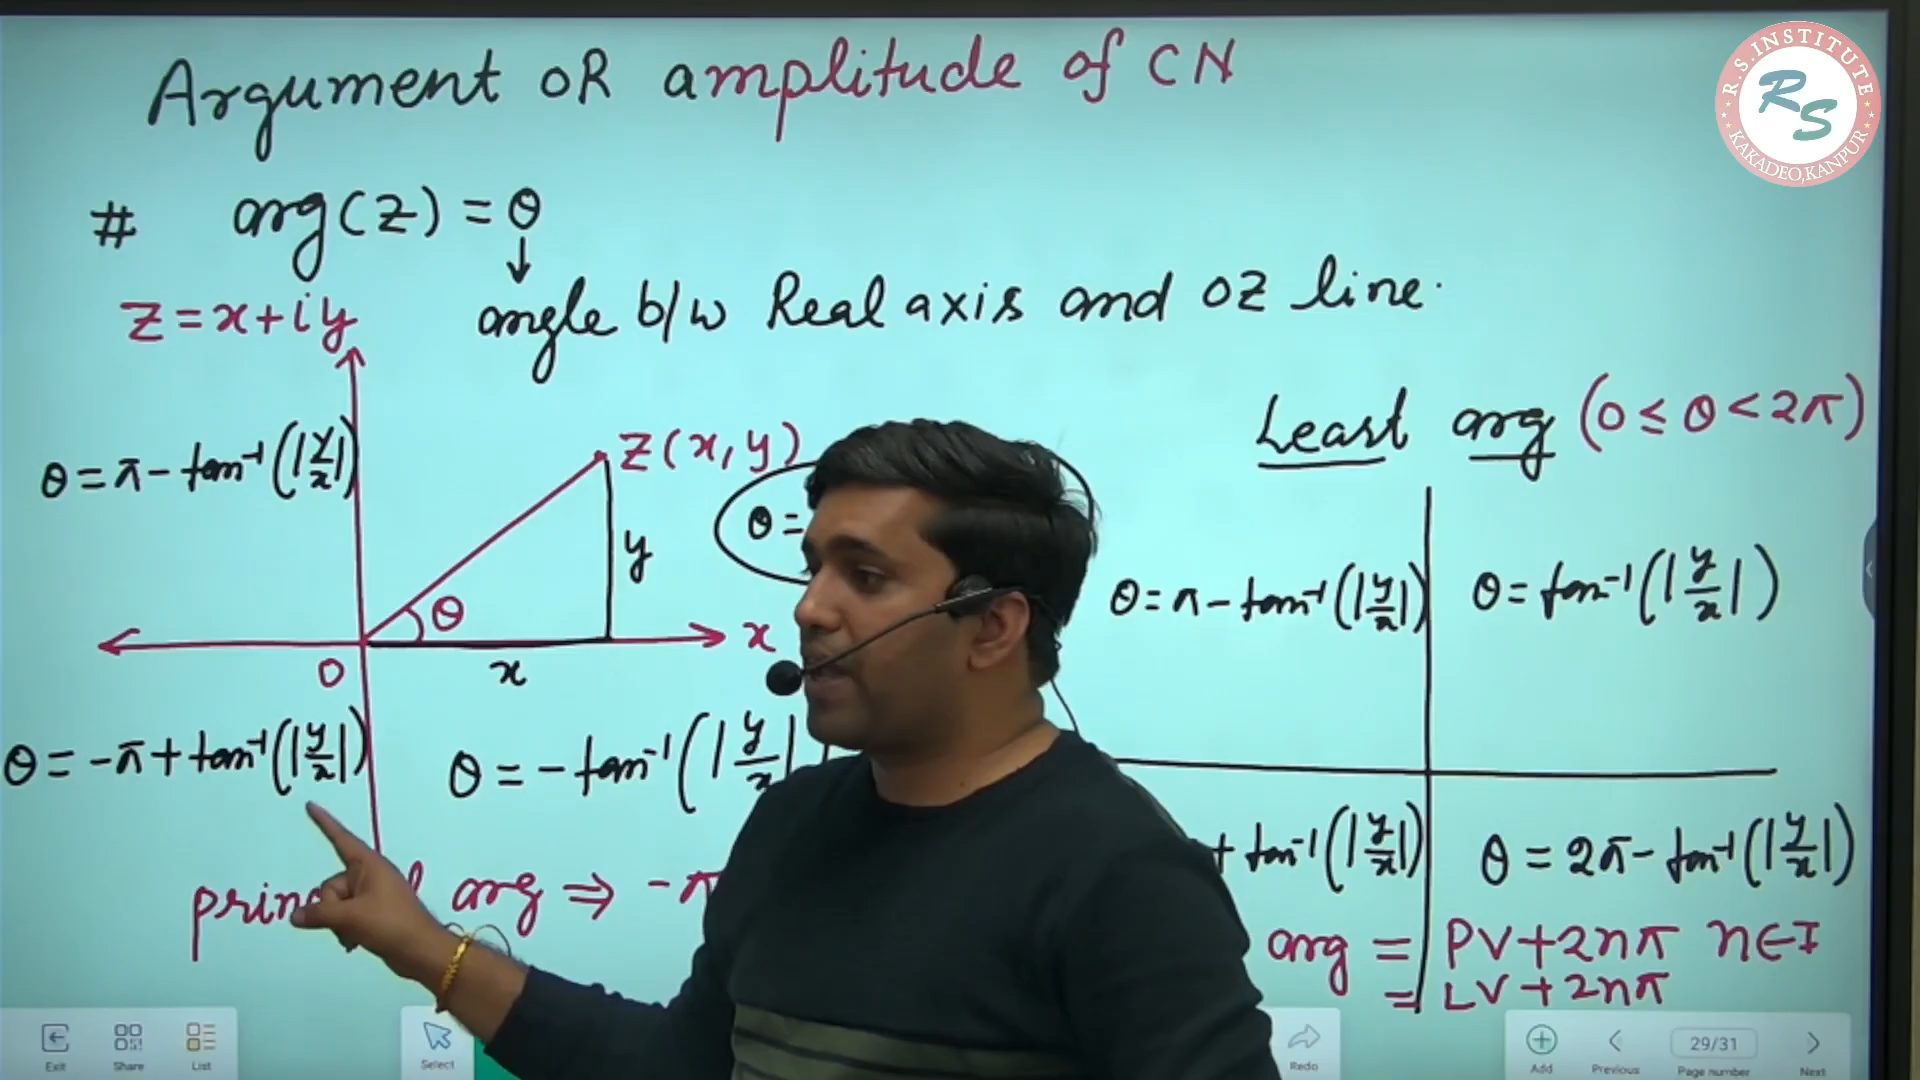 Argument OR amplitude of CN
R.S.INSTITUTE
RS
KAKADEO,KANPUR
# arg(z) = θ
↓
z = x+iy
angle b/w Real axis and OZ line.
Least arg (0 ≤ θ < 2π)
θ = π - tan⁻¹(|y/x|)
z(x,y)
θ =
y
θ
x
O
x
θ = π - tan⁻¹(|y/x|)
θ = tan⁻¹(|y/x|)
θ = -π + tan⁻¹(|y/x|)
θ = - tan⁻¹(|y/x|
+ tan⁻¹(|y/x|)
θ = 2π - tan⁻¹(|y/x|)
arg ⇒ -π
arg = PV + 2nπ n∈I
= LV + 2nπ
Exit
Share
List
Select
Redo
Add
Previous
29/31
Page number
Next